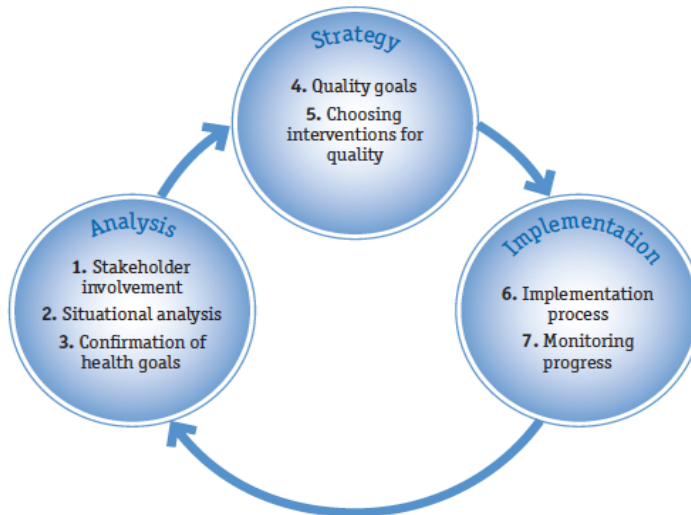 Strategy
4. Quality goals
5. Choosing
interventions for
quality
Analysis
1. Stakeholder
involvement
2. Situational analysis
3. Confirmation of
health goals
Implementation
6. Implementation
process
7. Monitoring
progress